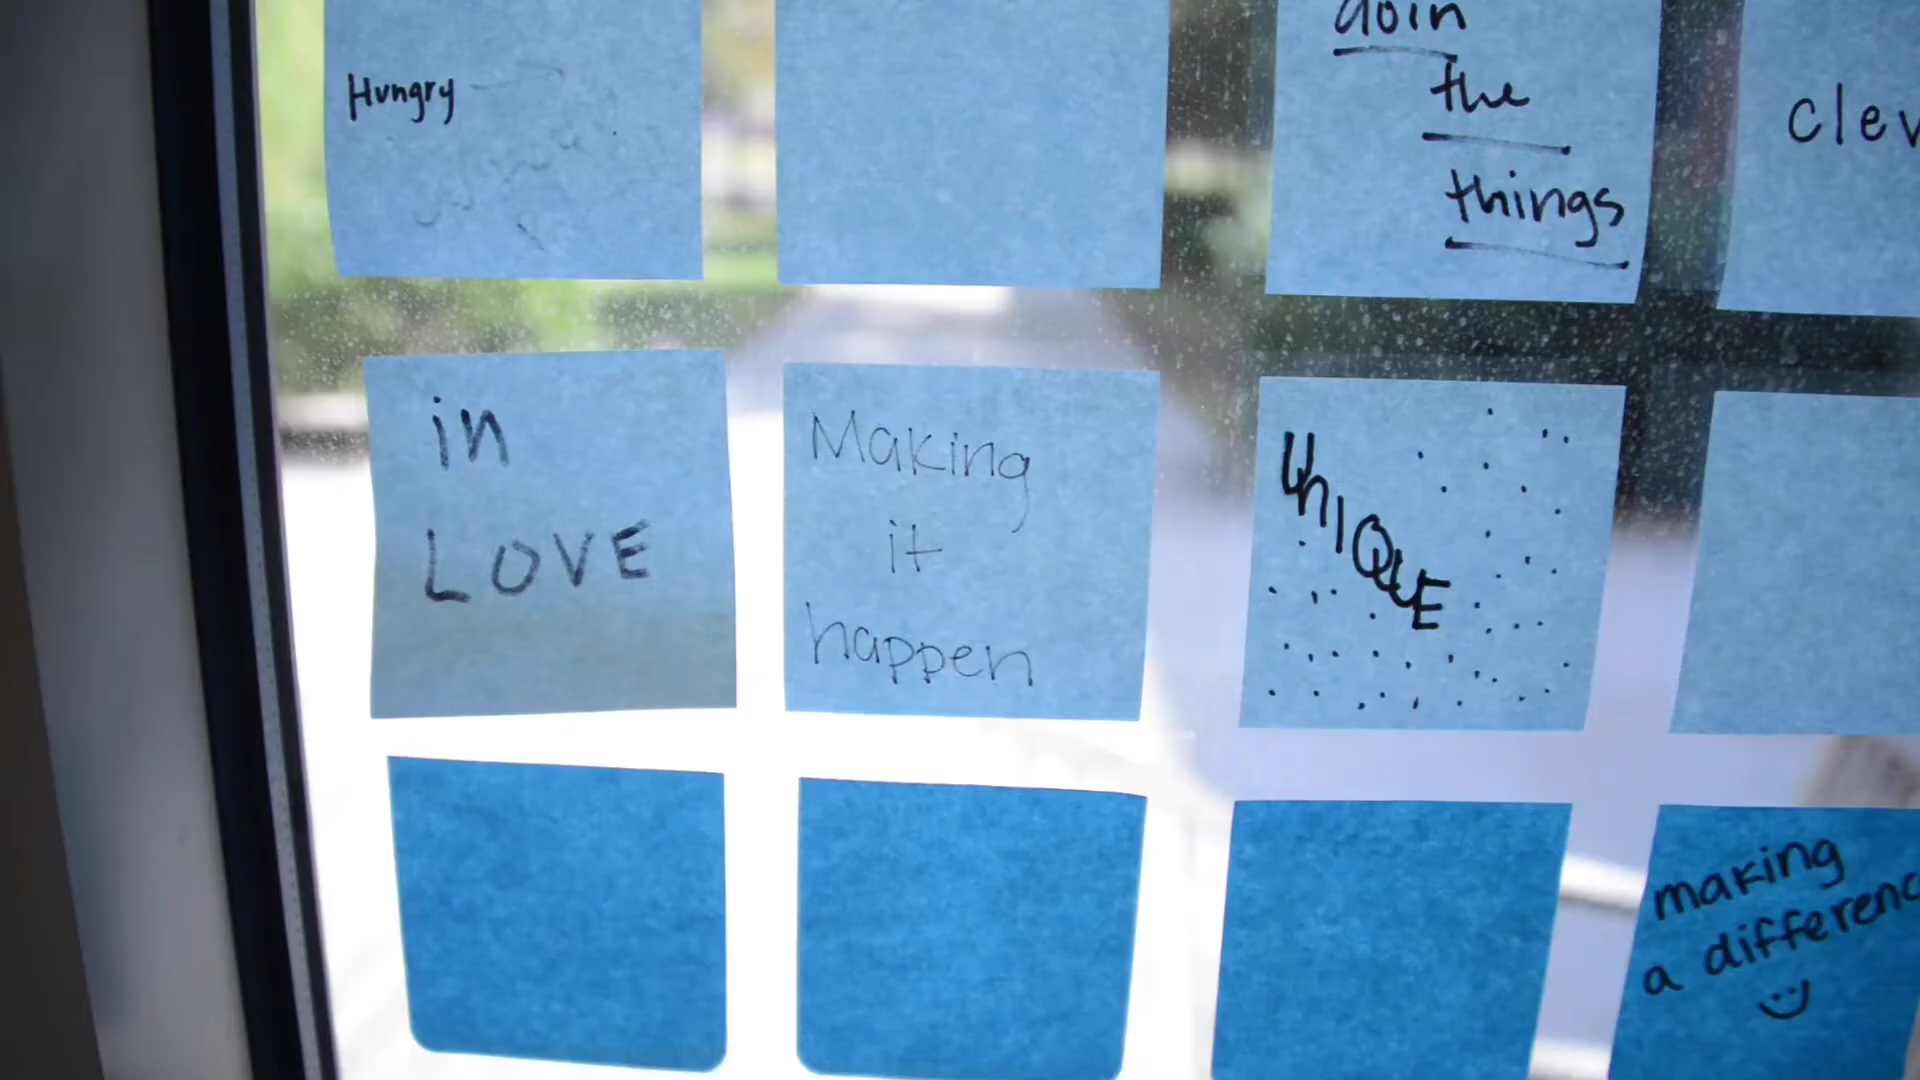 Hungry
doin
the
things
clev
in
LOVE
Making
it
happen
UNIQUE
making
a differenc